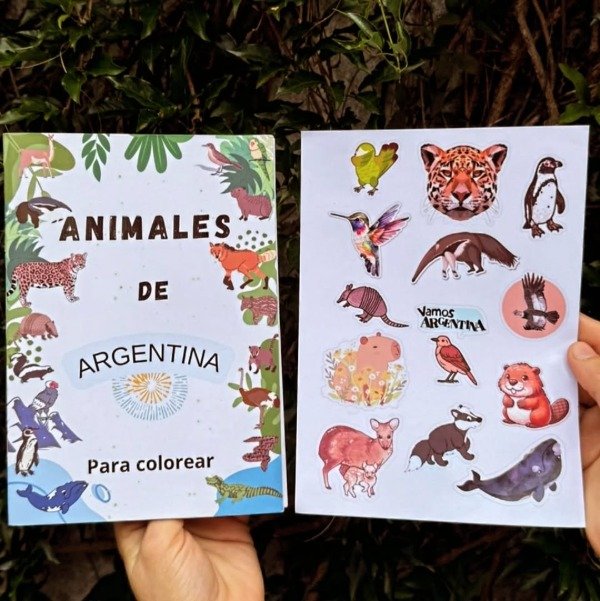 ANIMALES
DE
ARGENTINA
Para colorear
Vamos
ARGENTINA